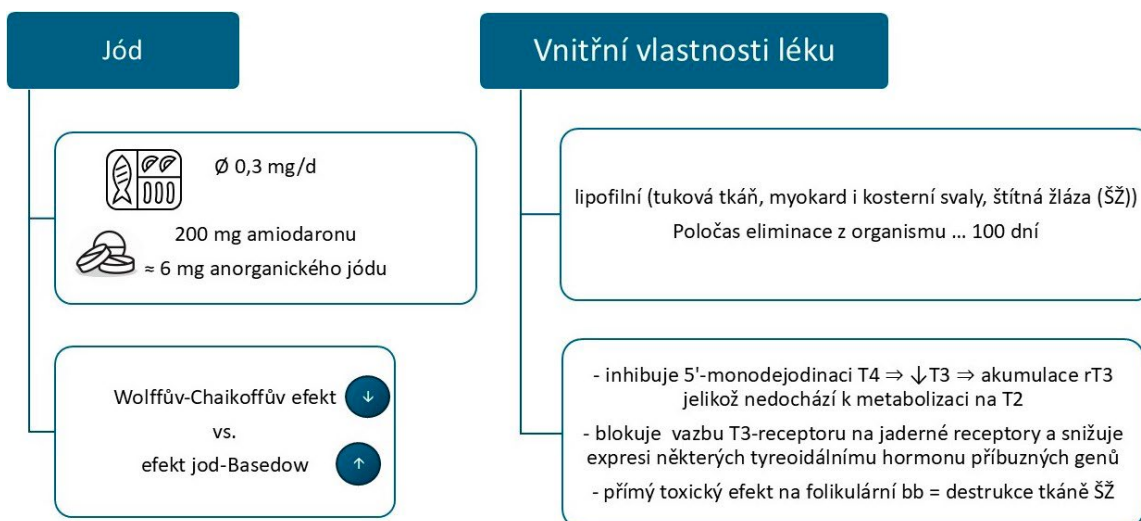 Jód
Ø 0,3 mg/d
200 mg amiodaronu
≈ 6 mg anorganického jódu
Wolffův-Chaikoffův efekt ↓
vs.
efekt jod-Basedow ↑
Vnitřní vlastnosti léku
lipofilní (tuková tkáň, myokard i kosterní svaly, štítná žláza (ŠŽ))
Poločas eliminace z organismu ... 100 dní
- inhibuje 5'-monodejodinaci T4 ⇒ ↓T3 ⇒ akumulace rT3
jelikož nedochází k metabolizaci na T2
- blokuje vazbu T3-receptoru na jaderné receptory a snižuje
expresi některých tyreoidálnímu hormonu příbuzných genů
- přímý toxický efekt na folikulární bb = destrukce tkáně ŠŽ